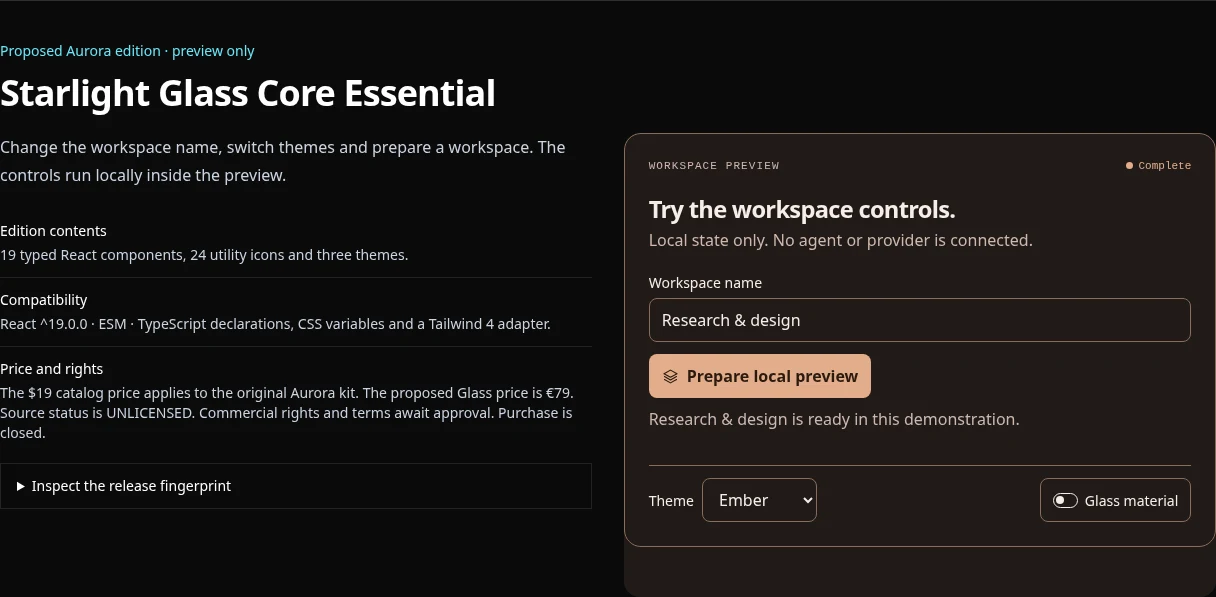 Proposed Aurora edition · preview only
Starlight Glass Core Essential
Change the workspace name, switch themes and prepare a workspace. The
controls run locally inside the preview.
Edition contents
19 typed React components, 24 utility icons and three themes.
Compatibility
React ^19.0.0 · ESM · TypeScript declarations, CSS variables and a Tailwind 4 adapter.
Price and rights
The $19 catalog price applies to the original Aurora kit. The proposed Glass price is €79.
Source status is UNLICENSED. Commercial rights and terms await approval. Purchase is
closed.
Inspect the release fingerprint
WORKSPACE PREVIEW
Complete
Try the workspace controls.
Local state only. No agent or provider is connected.
Workspace name
Research & design
Prepare local preview
Research & design is ready in this demonstration.
Theme
Ember
Glass material